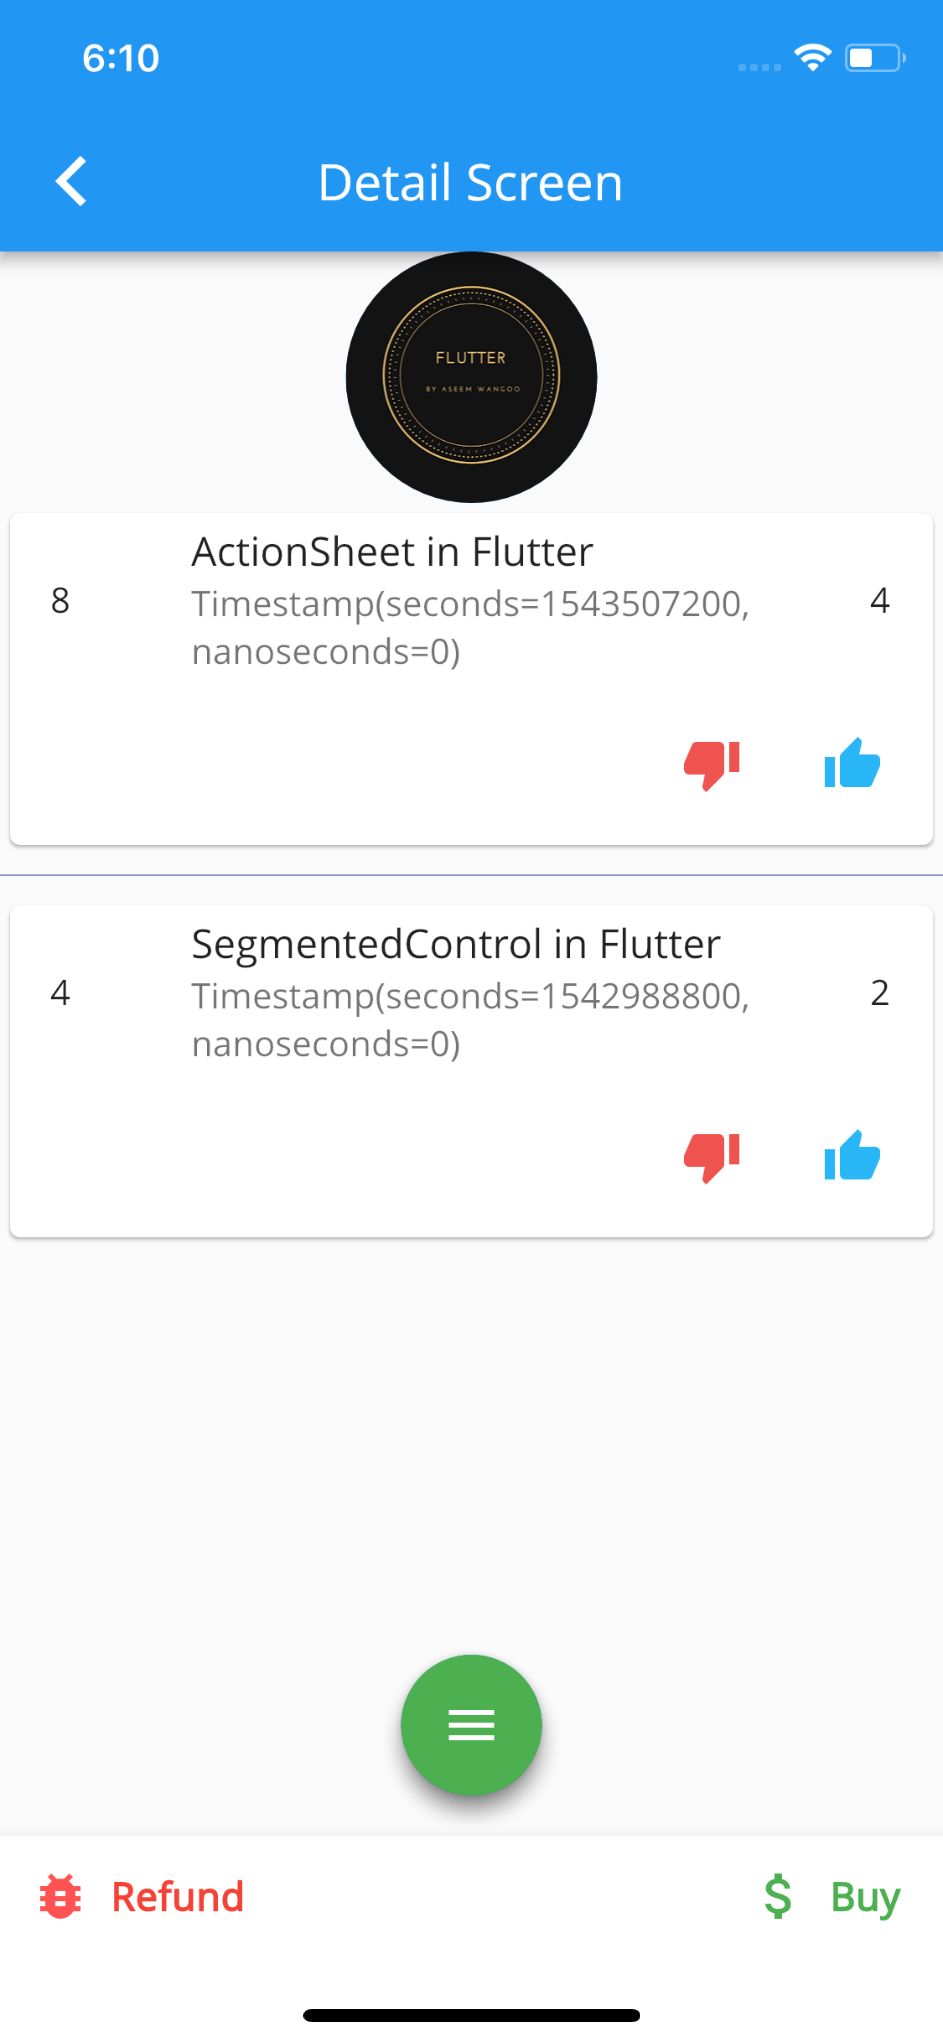 6:10
Detail Screen
FLUTTER
BY ASEEM WANGOO
ActionSheet in Flutter
8
Timestamp(seconds=1543507200,
4
nanoseconds=0)
SegmentedControl in Flutter
4
Timestamp(seconds=1542988800,
2
nanoseconds=0)
Refund
$ Buy